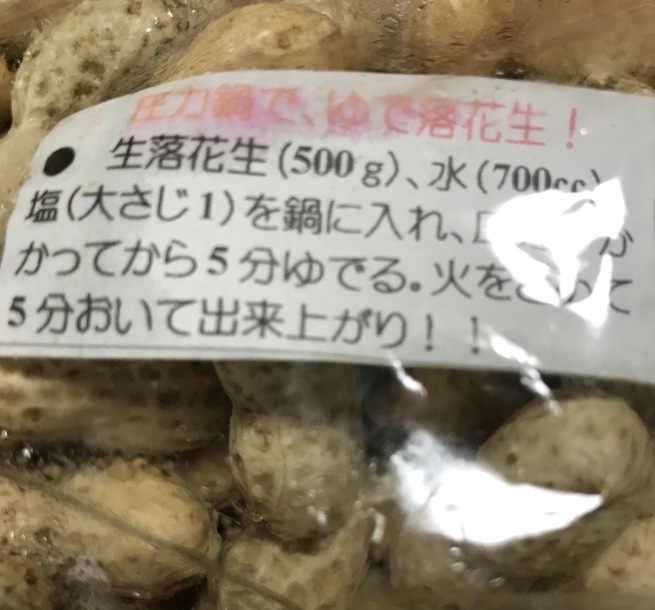 圧力鍋で、ゆで落花生！
● 生落花生(500g)、水(700cc)
塩(大さじ1)を鍋に入れ、圧
かってから5分ゆでる。火を
5分おいて出来上がり！！